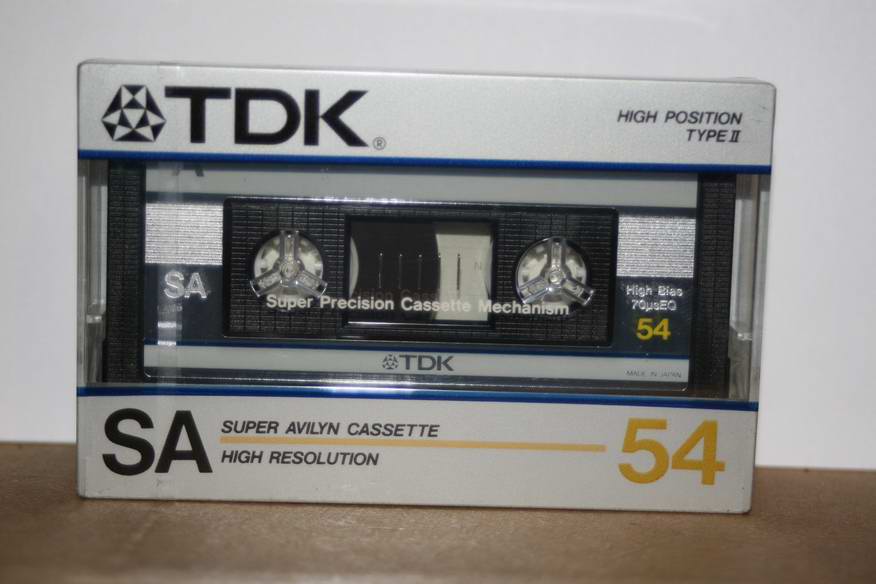 TDK®
HIGH POSITION
TYPE II
SA
High Bias
70μsEQ
Super Precision Cassette Mechanism
54
TDK
MADE IN JAPAN
SA
SUPER AVILYN CASSETTE
HIGH RESOLUTION
54